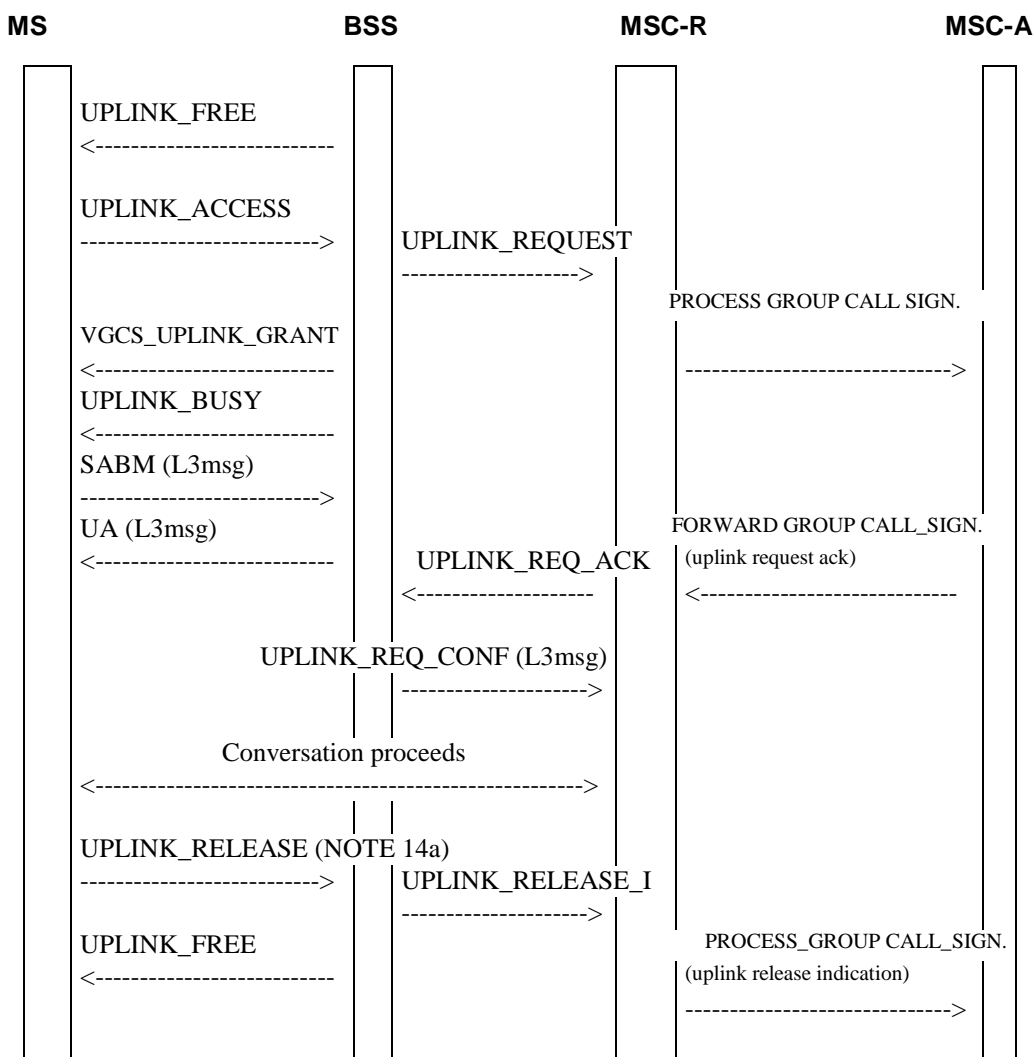 MS BSS MSC-R MSC-A
UPLINK_FREE
<---------------------------
UPLINK_ACCESS
---------------------------> UPLINK_REQUEST
-------------------->
PROCESS GROUP CALL SIGN.
VGCS_UPLINK_GRANT
<--------------------------- ------------------------------>
UPLINK_BUSY
<---------------------------
SABM (L3msg)
--------------------------->
UA (L3msg) FORWARD GROUP CALL_SIGN.
<--------------------------- UPLINK_REQ_ACK (uplink request ack)
<-------------------- <-----------------------------
UPLINK_REQ_CONF (L3msg)
--------------------->
Conversation proceeds
<------------------------------------------------------->
UPLINK_RELEASE (NOTE 14a)
---------------------------> UPLINK_RELEASE_I
--------------------->
UPLINK_FREE PROCESS_GROUP CALL_SIGN.
<--------------------------- (uplink release indication)
------------------------------>